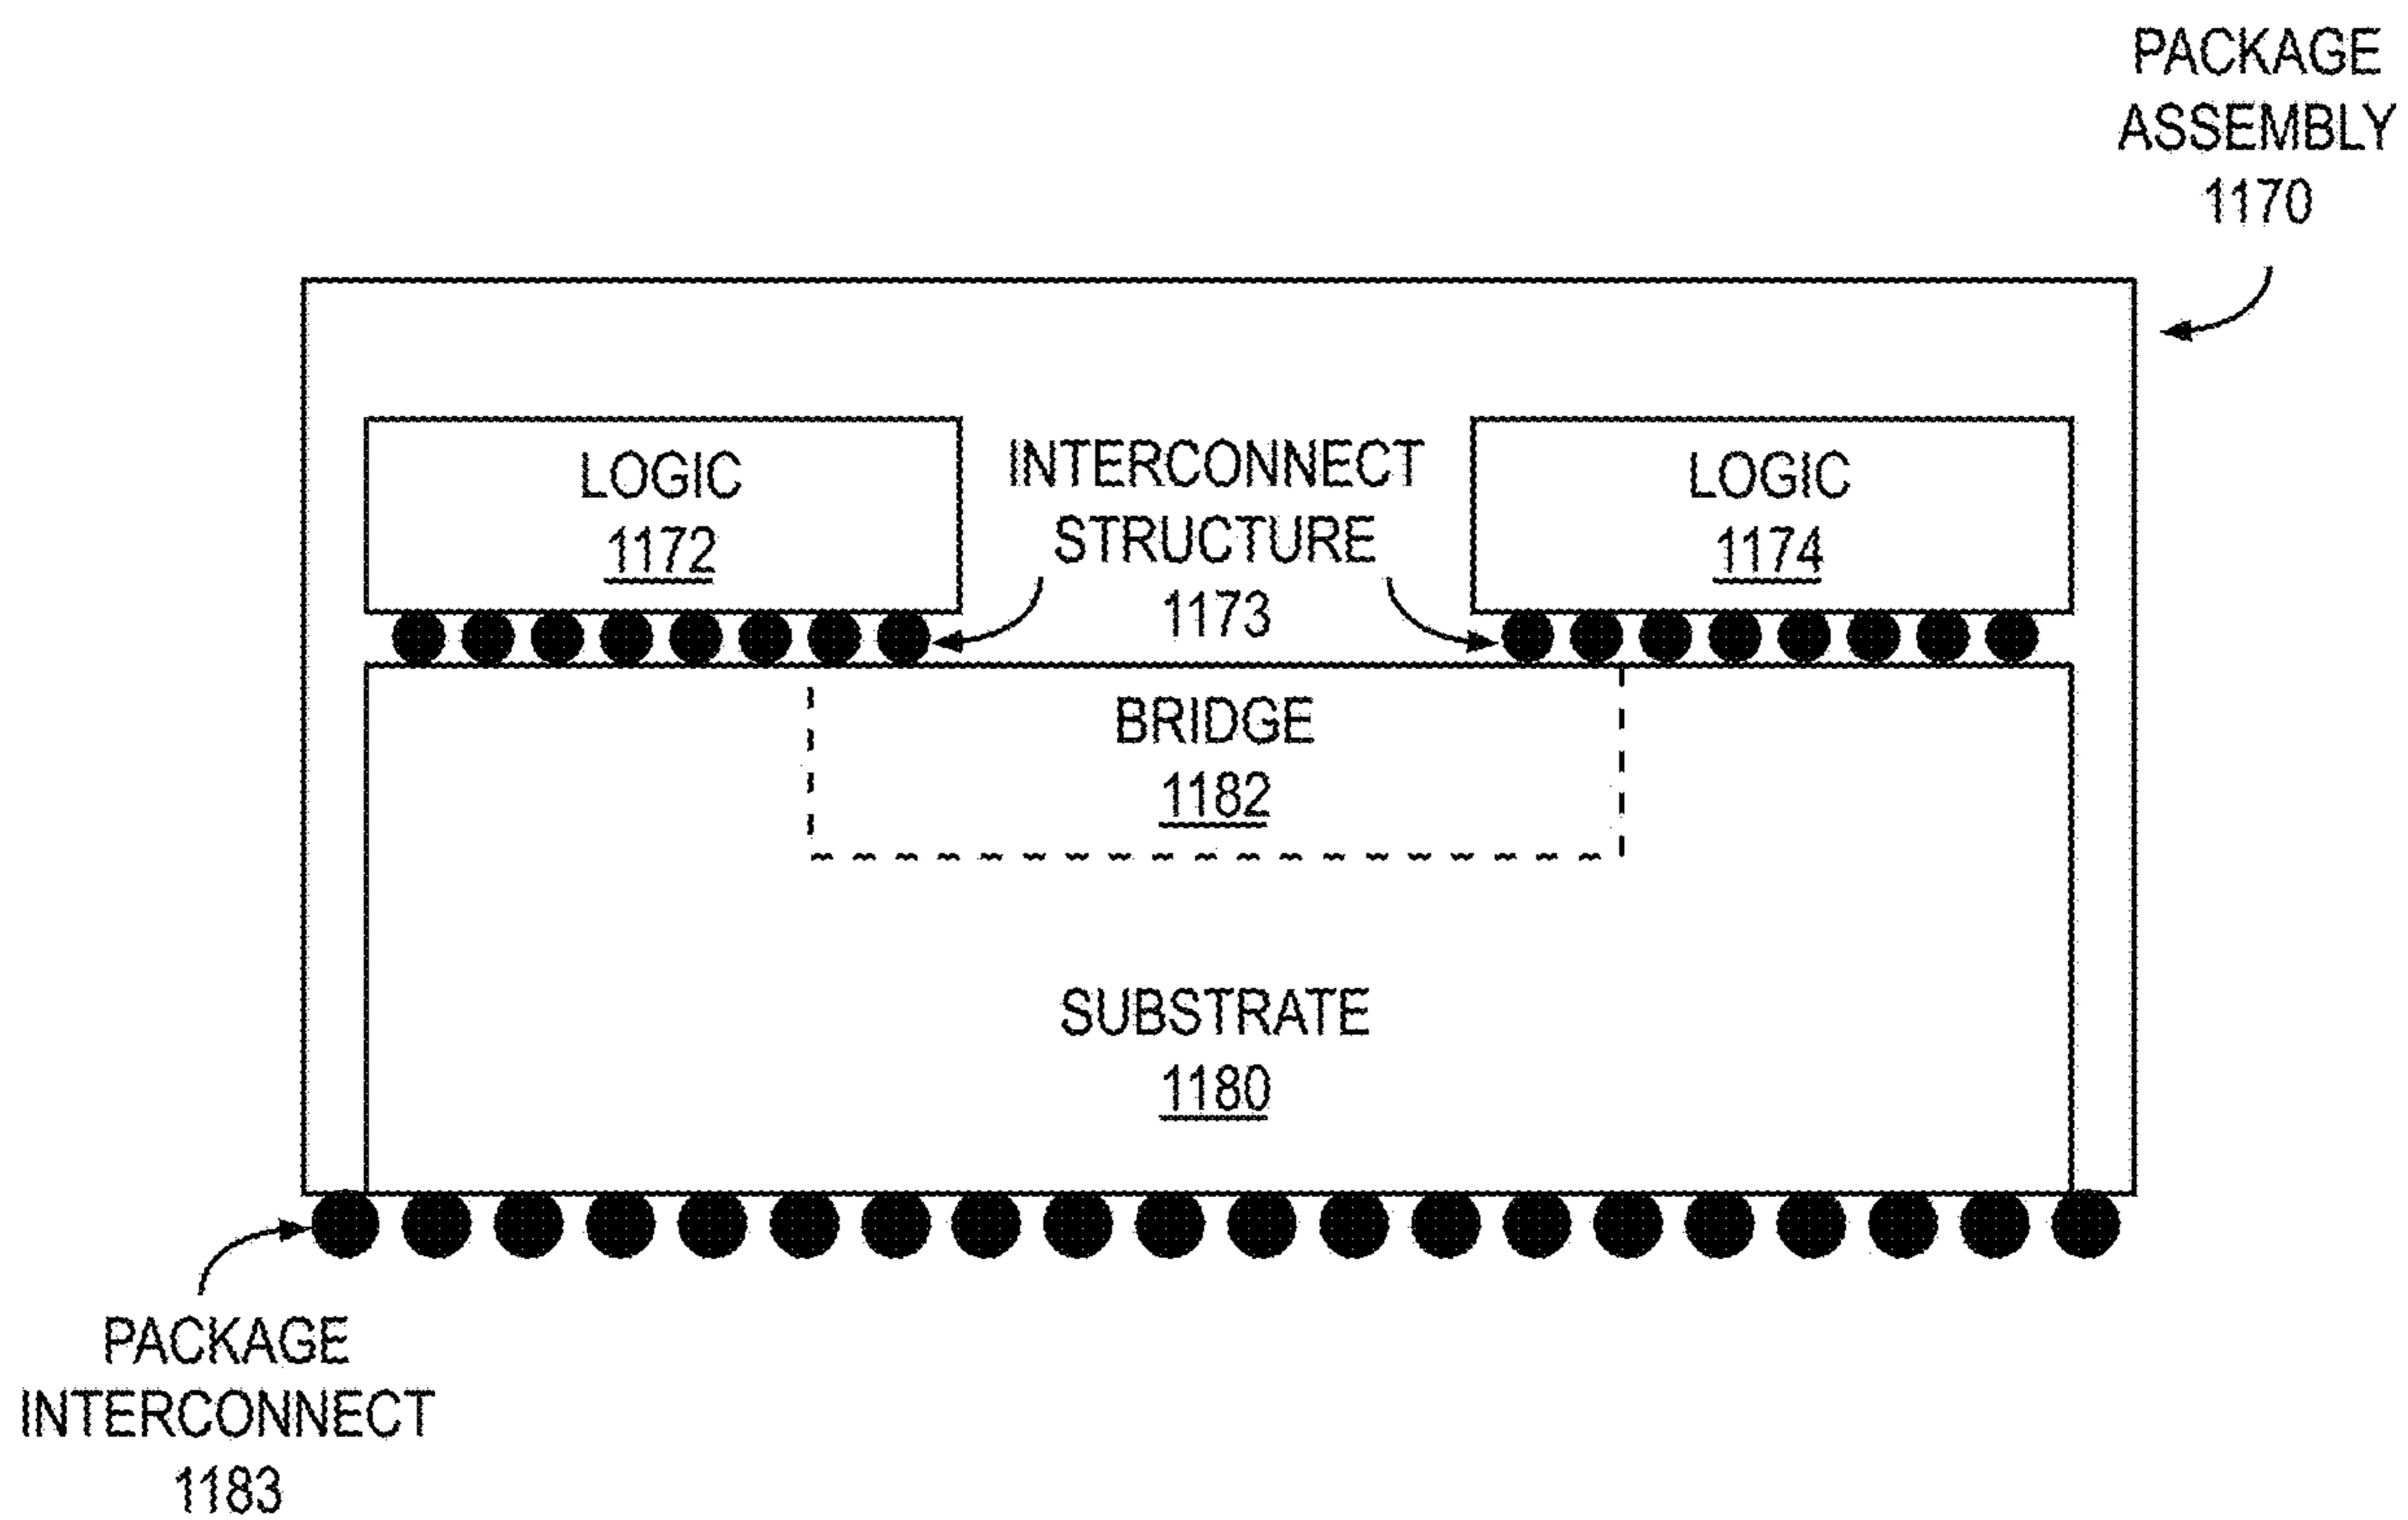 PACKAGE
ASSEMBLY
1170
LOGIC
1172
INTERCONNECT
STRUCTURE
1173
LOGIC
1174
BRIDGE
1182
SUBSTRATE
1180
PACKAGE
INTERCONNECT
1183